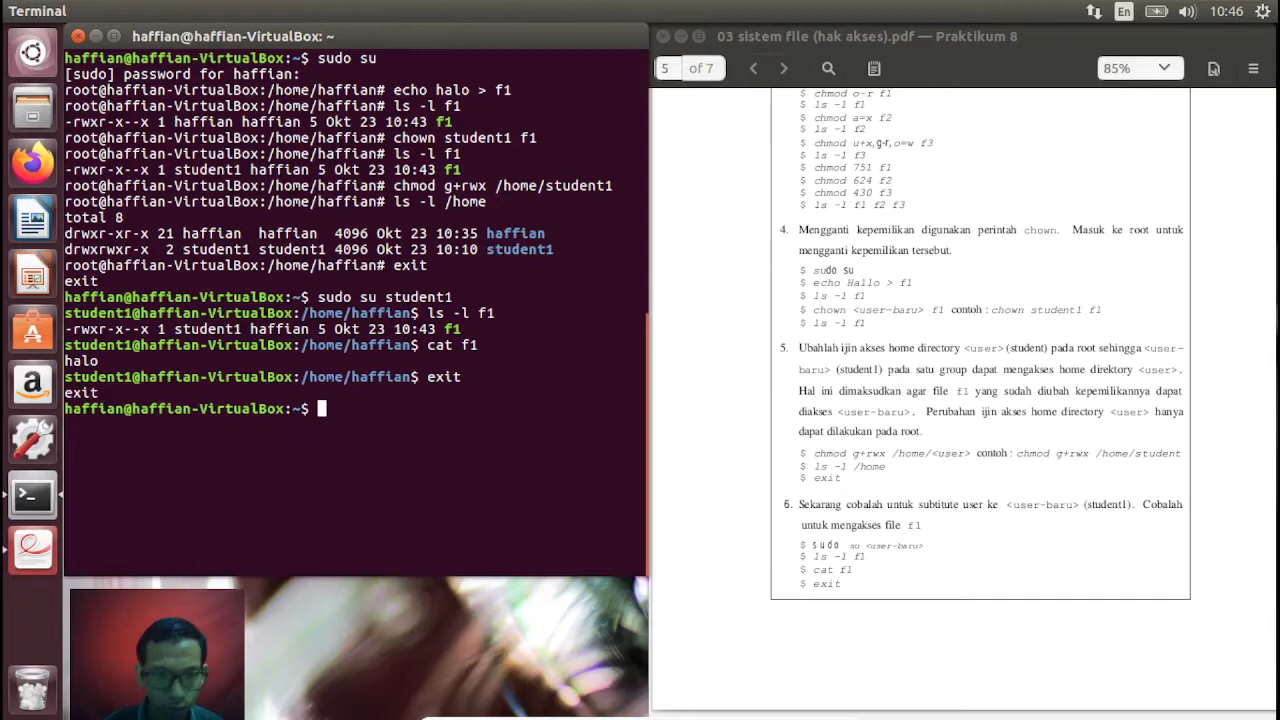 Terminal
En
10:46
haffian@haffian-VirtualBox: ~
haffian@haffian-VirtualBox:~$ sudo su
[sudo] password for haffian:
root@haffian-VirtualBox:/home/haffian# echo halo > f1
root@haffian-VirtualBox:/home/haffian# ls -l f1
-rwxr-x--x 1 haffian haffian 5 Okt 23 10:43 f1
root@haffian-VirtualBox:/home/haffian# chown student1 f1
root@haffian-VirtualBox:/home/haffian# ls -l f1
-rwxr-x--x 1 student1 haffian 5 Okt 23 10:43 f1
root@haffian-VirtualBox:/home/haffian# chmod g+rwx /home/student1
root@haffian-VirtualBox:/home/haffian# ls -l /home
total 8
drwxr-xr-x 21 haffian  haffian  4096 Okt 23 10:35 haffian
drwxrwxr-x  2 student1 student1 4096 Okt 23 10:10 student1
root@haffian-VirtualBox:/home/haffian# exit
exit
haffian@haffian-VirtualBox:~$ sudo su student1
student1@haffian-VirtualBox:/home/haffian$ ls -l f1
-rwxr-x--x 1 student1 haffian 5 Okt 23 10:43 f1
student1@haffian-VirtualBox:/home/haffian$ cat f1
halo
student1@haffian-VirtualBox:/home/haffian$ exit
exit
haffian@haffian-VirtualBox:~$
03 sistem file (hak akses).pdf — Praktikum 8
5 of 7
85%
$ chmod o-r f1
$ ls -l f1
$ chmod a=x f2
$ ls -l f2
$ chmod u+x,g-r,o=w f3
$ ls -l f3
$ chmod 751 f1
$ chmod 624 f2
$ chmod 430 f3
$ ls -l f1 f2 f3
4. Mengganti kepemilikan digunakan perintah chown. Masuk ke root untuk
mengganti kepemilikan tersebut.
$ sudo su
$ echo Hallo > f1
$ ls -l f1
$ chown <user-baru> f1 contoh : chown student1 f1
$ ls -l f1
5. Ubahlah ijin akses home directory <user> (student) pada root sehingga <user-
baru> (student1) pada satu group dapat mengakses home direktory <user>.
Hal ini dimaksudkan agar file f1 yang sudah diubah kepemilikannya dapat
diakses <user-baru>. Perubahan ijin akses home directory <user> hanya
dapat dilakukan pada root.
$ chmod g+rwx /home/<user> contoh : chmod g+rwx /home/student
$ ls -l /home
$ exit
6. Sekarang cobalah untuk subtitute user ke <user-baru> (student1). Cobalah
untuk mengakses file f1
$ sudo su <user-baru>
$ ls -l f1
$ cat f1
$ exit